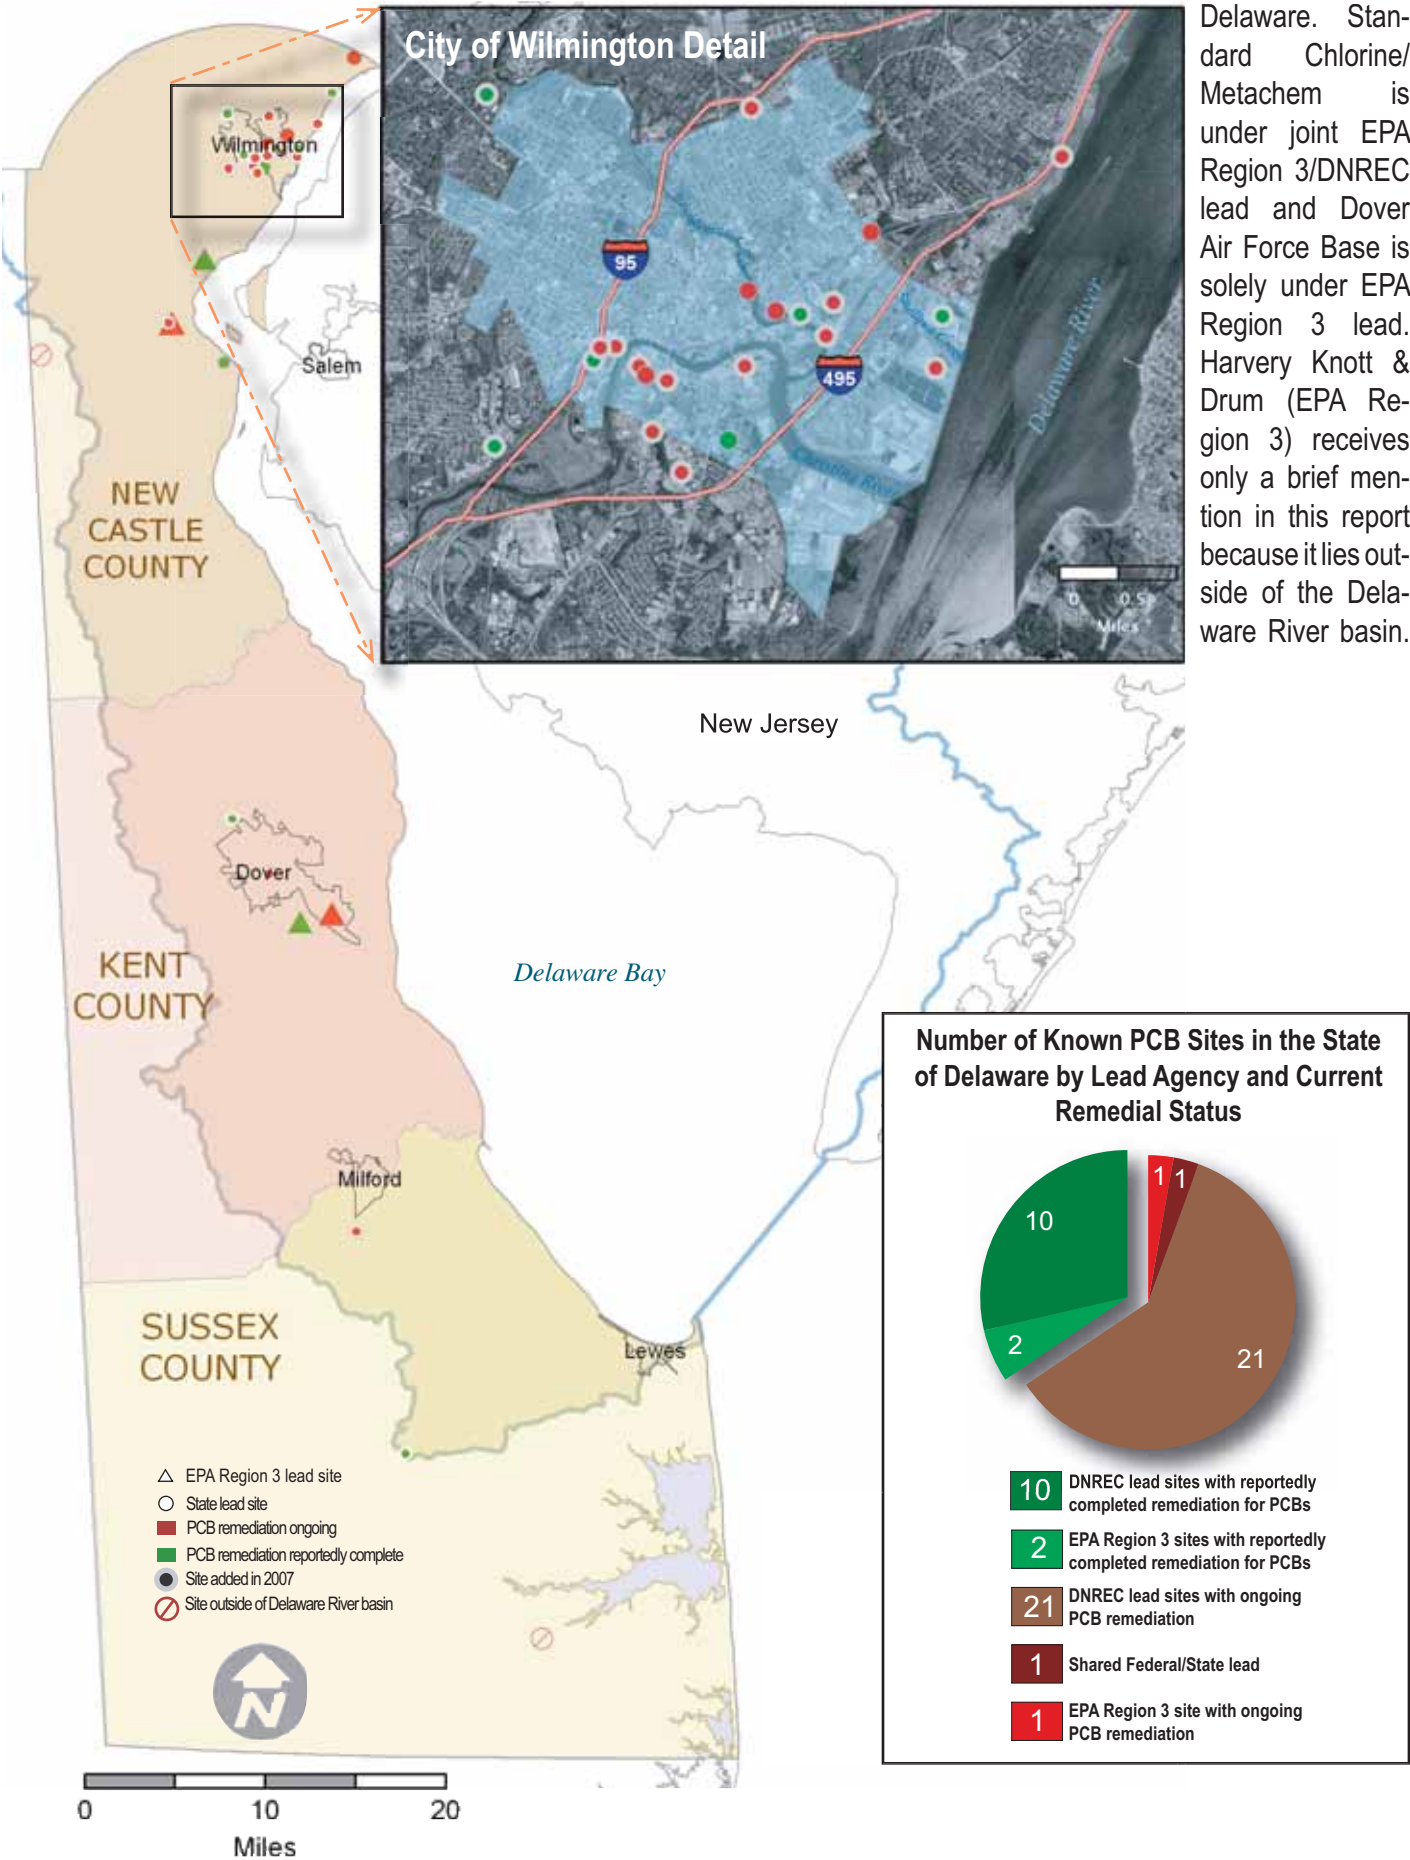 Delaware. Stan-
dard Chlorine/
Metachem is
under joint EPA
Region 3/DNREC
lead and Dover
Air Force Base is
solely under EPA
Region 3 lead.
Harvery Knott &
Drum (EPA Re-
gion 3) receives
only a brief men-
tion in this report
because it lies out-
side of the Dela-
ware River basin.
City of Wilmington Detail
95
495
Delaware River
Christina River
0 0.5
Miles
Wilmington
Salem
NEW
CASTLE
COUNTY
New Jersey
Dover
KENT
COUNTY
Delaware Bay
Milford
SUSSEX
COUNTY
Lewes
EPA Region 3 lead site
State lead site
PCB remediation ongoing
PCB remediation reportedly complete
Site added in 2007
Site outside of Delaware River basin
N
0 10 20
Miles
Number of Known PCB Sites in the State
of Delaware by Lead Agency and Current
Remedial Status
1 1
10
2
21
10 DNREC lead sites with reportedly
completed remediation for PCBs
2 EPA Region 3 sites with reportedly
completed remediation for PCBs
21 DNREC lead sites with ongoing
PCB remediation
1 Shared Federal/State lead
1 EPA Region 3 site with ongoing
PCB remediation